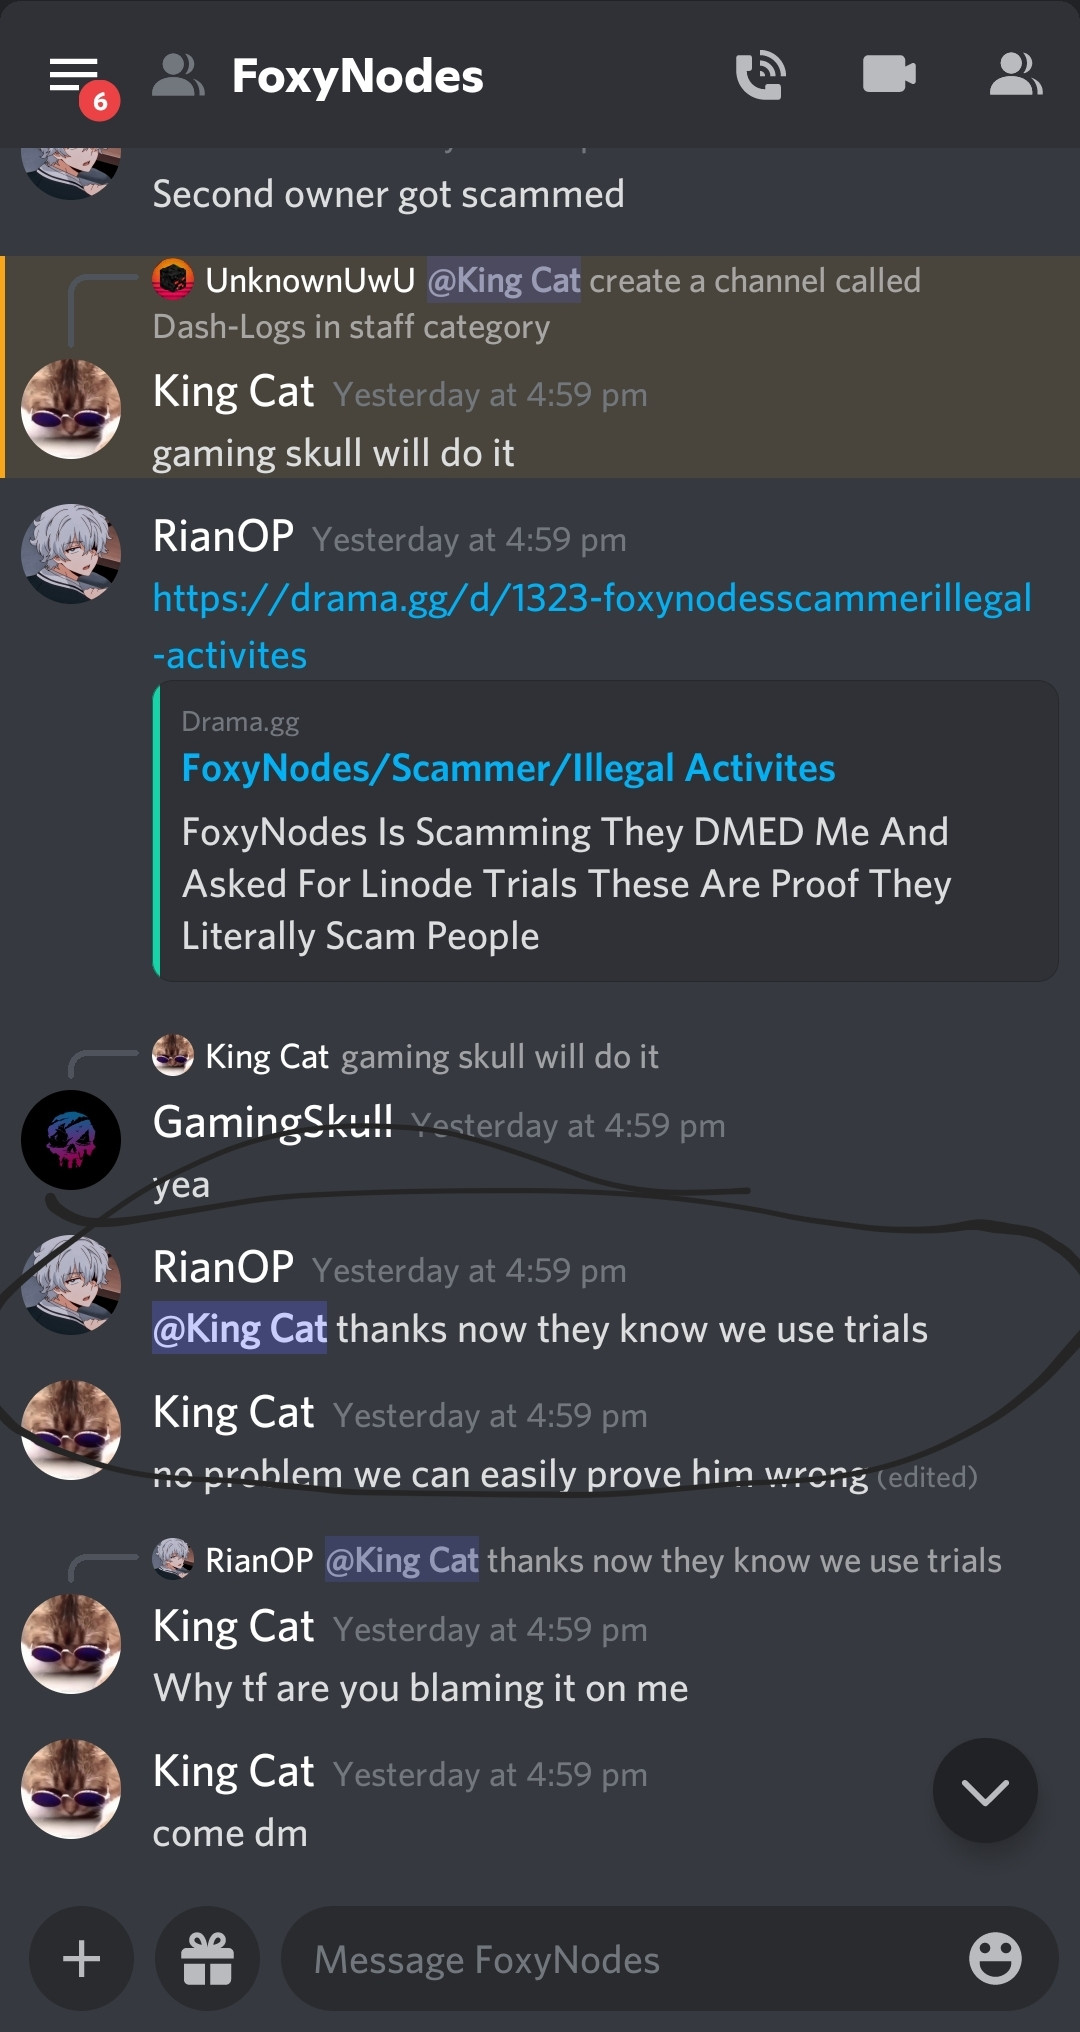 FoxyNodes
6
Second owner got scammed
UnknownUwU @King Cat create a channel called
Dash-Logs in staff category
King Cat Yesterday at 4:59 pm
gaming skull will do it
RianOP Yesterday at 4:59 pm
https://drama.gg/d/1323-foxynodesscammerillegal
-activites
Drama.gg
FoxyNodes/Scammer/Illegal Activites
FoxyNodes Is Scamming They DMED Me And
Asked For Linode Trials These Are Proof They
Literally Scam People
King Cat gaming skull will do it
GamingSkull Yesterday at 4:59 pm
yea
RianOP Yesterday at 4:59 pm
@King Cat thanks now they know we use trials
King Cat Yesterday at 4:59 pm
no problem we can easily prove him wrong (edited)
RianOP @King Cat thanks now they know we use trials
King Cat Yesterday at 4:59 pm
Why tf are you blaming it on me
King Cat Yesterday at 4:59 pm
come dm
Message FoxyNodes